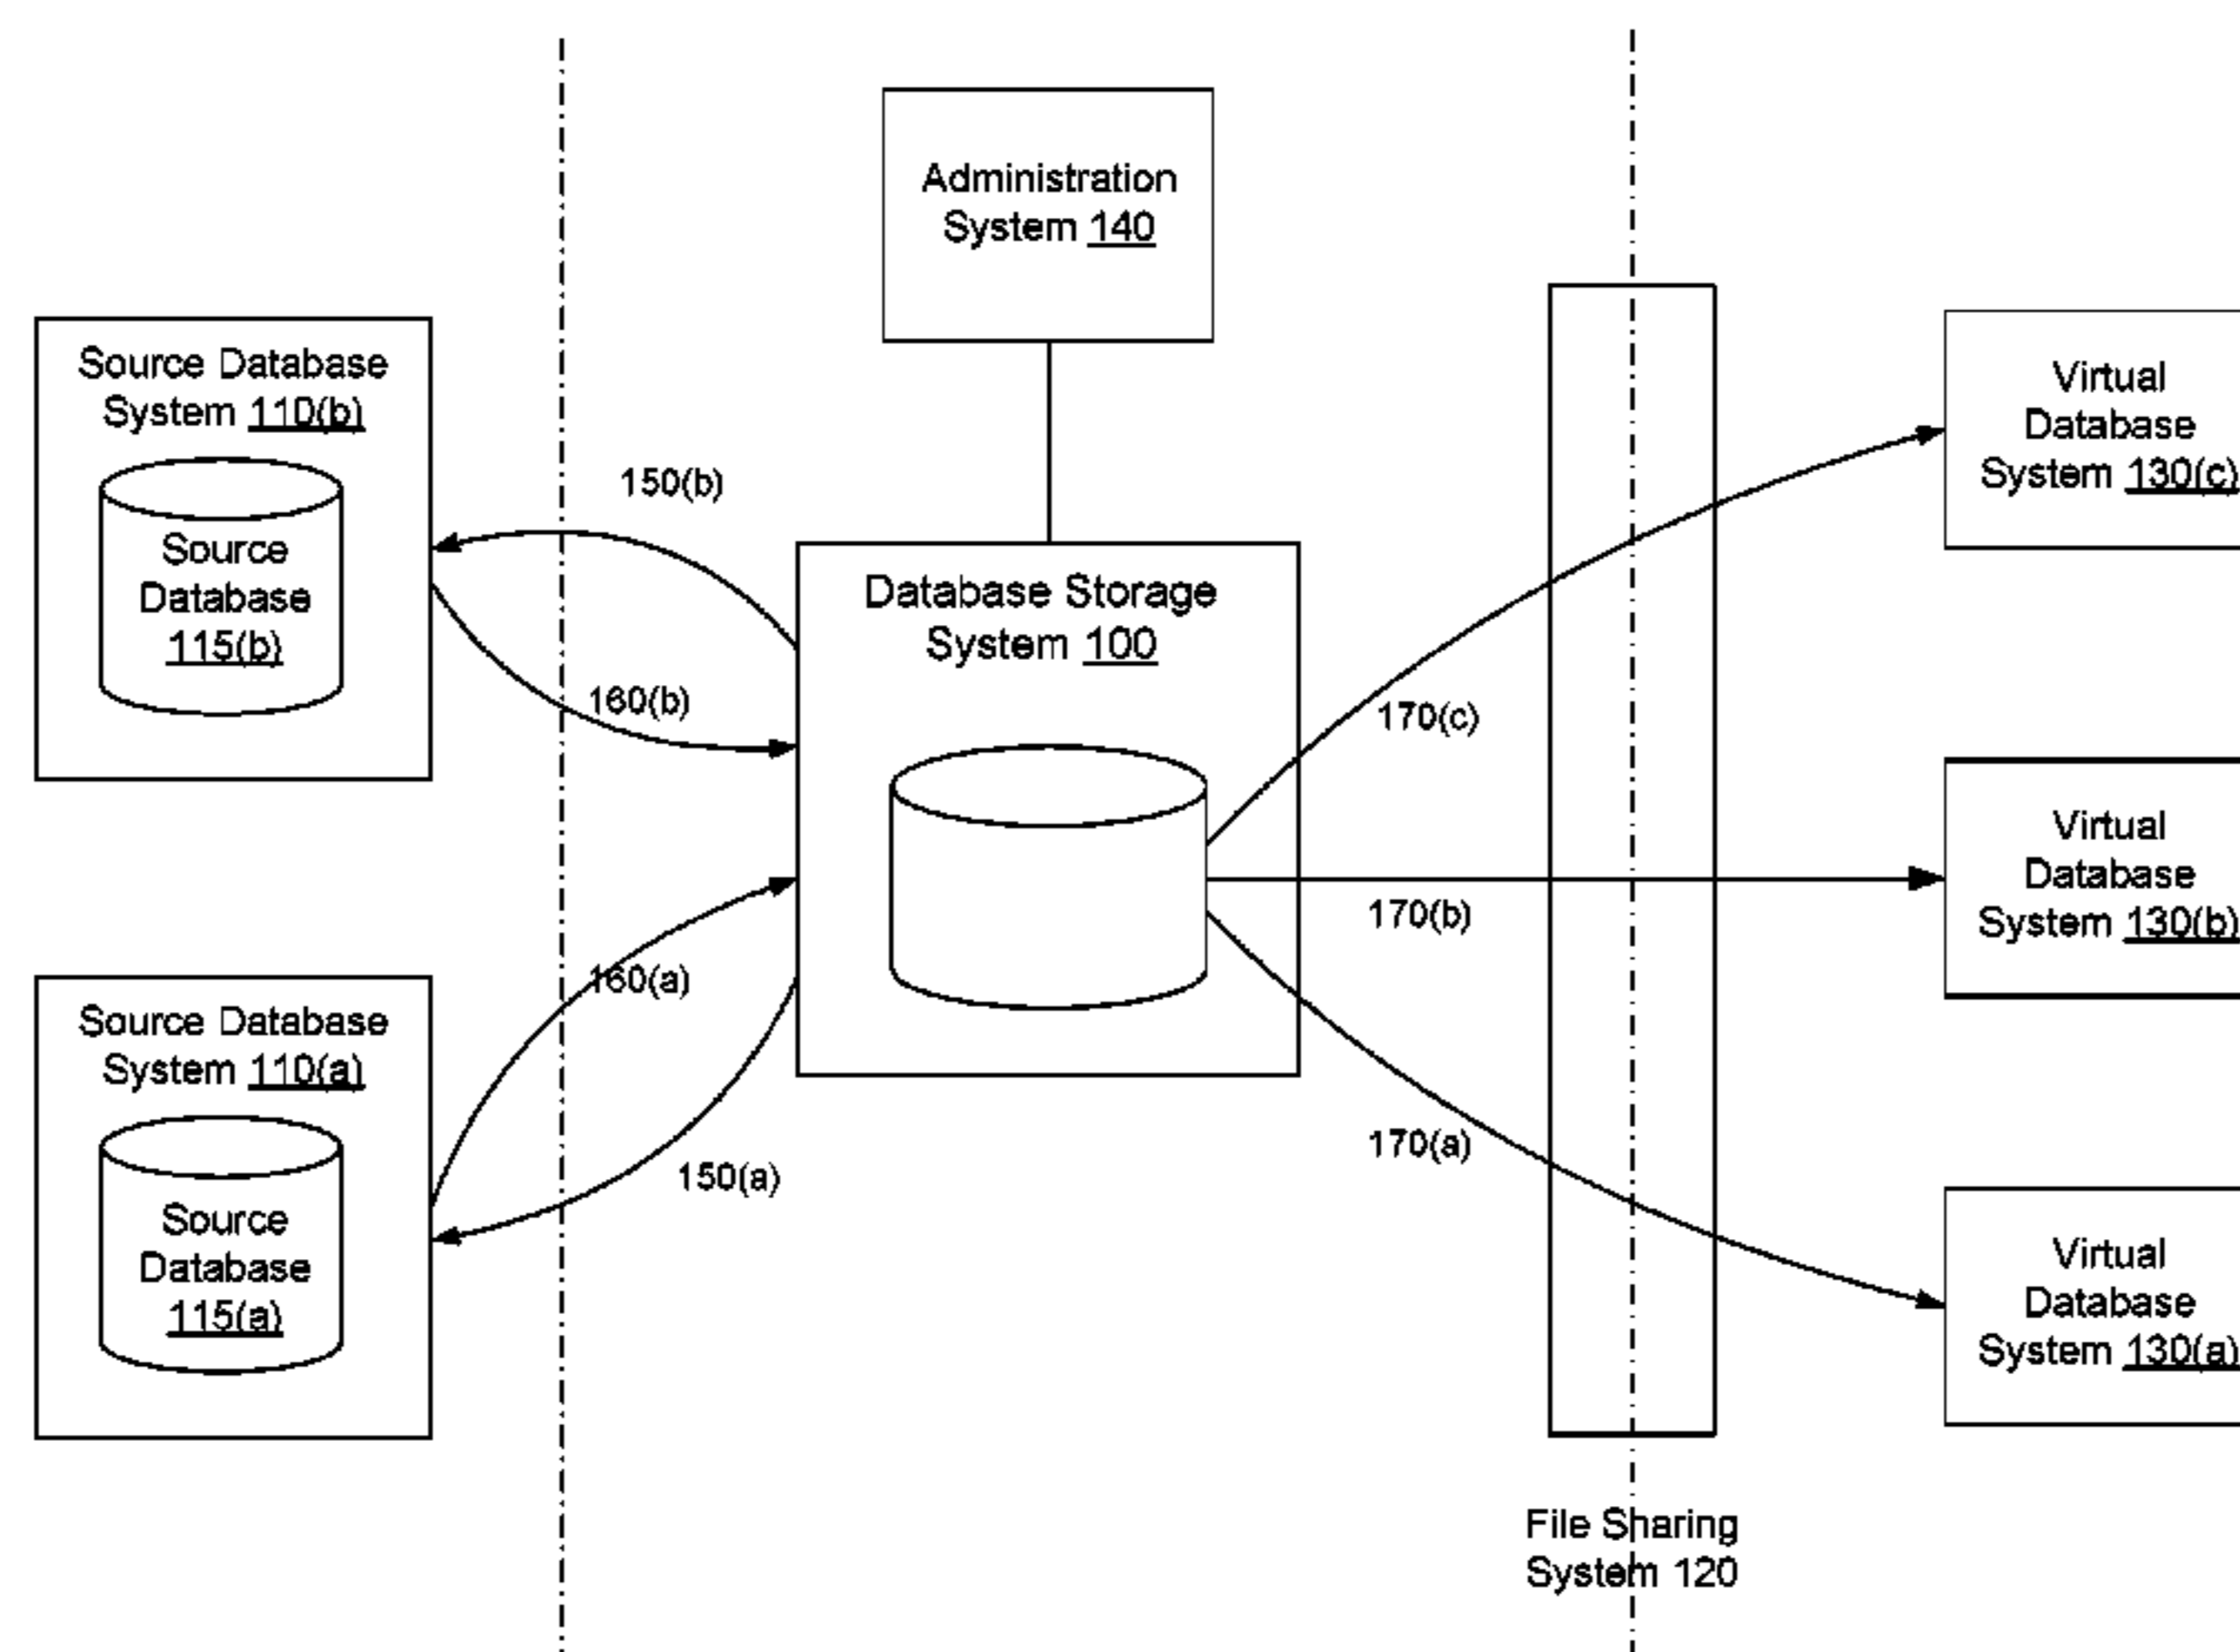 Administration
System 140
Source Database
System 110(b)
Source
Database
115(b)
150(b)
160(b)
Database Storage
System 100
Virtual
Database
System 130(c)
170(c)
Virtual
Database
System 130(b)
170(b)
160(a)
150(a)
Source Database
System 110(a)
Source
Database
115(a)
170(a)
Virtual
Database
System 130(a)
File Sharing
System 120